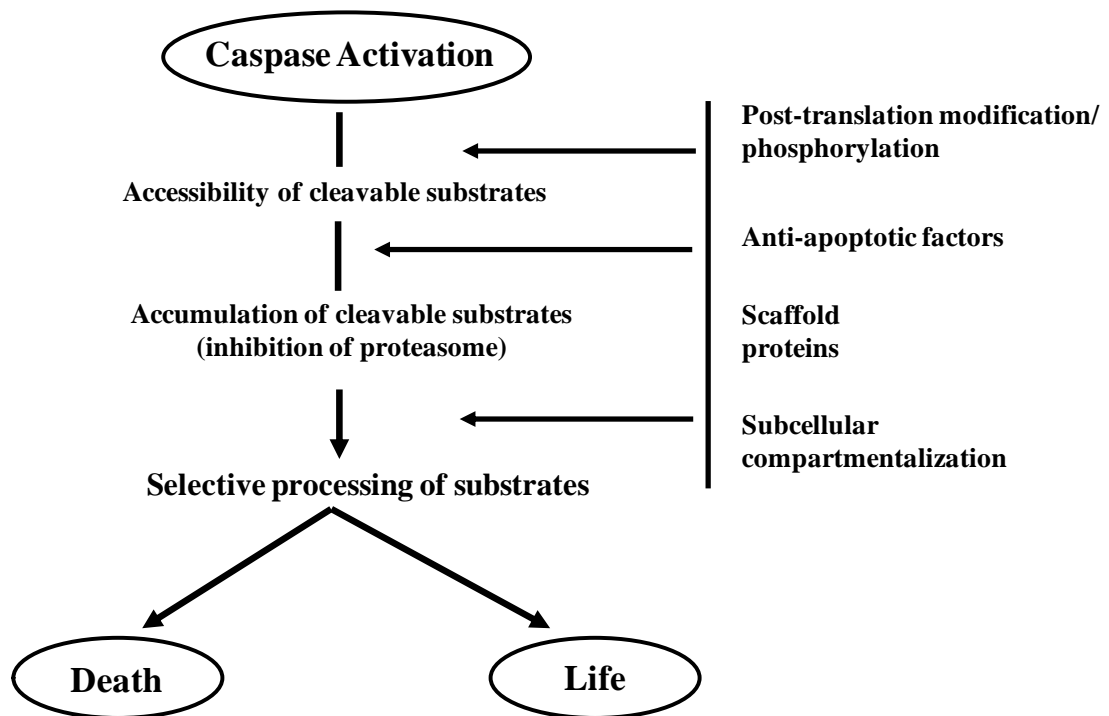 Caspase Activation
Post-translation modification/
phosphorylation
Accessibility of cleavable substrates
Anti-apoptotic factors
Accumulation of cleavable substrates
(inhibition of proteasome)
Scaffold
proteins
Subcellular
compartmentalization
Selective processing of substrates
Death
Life